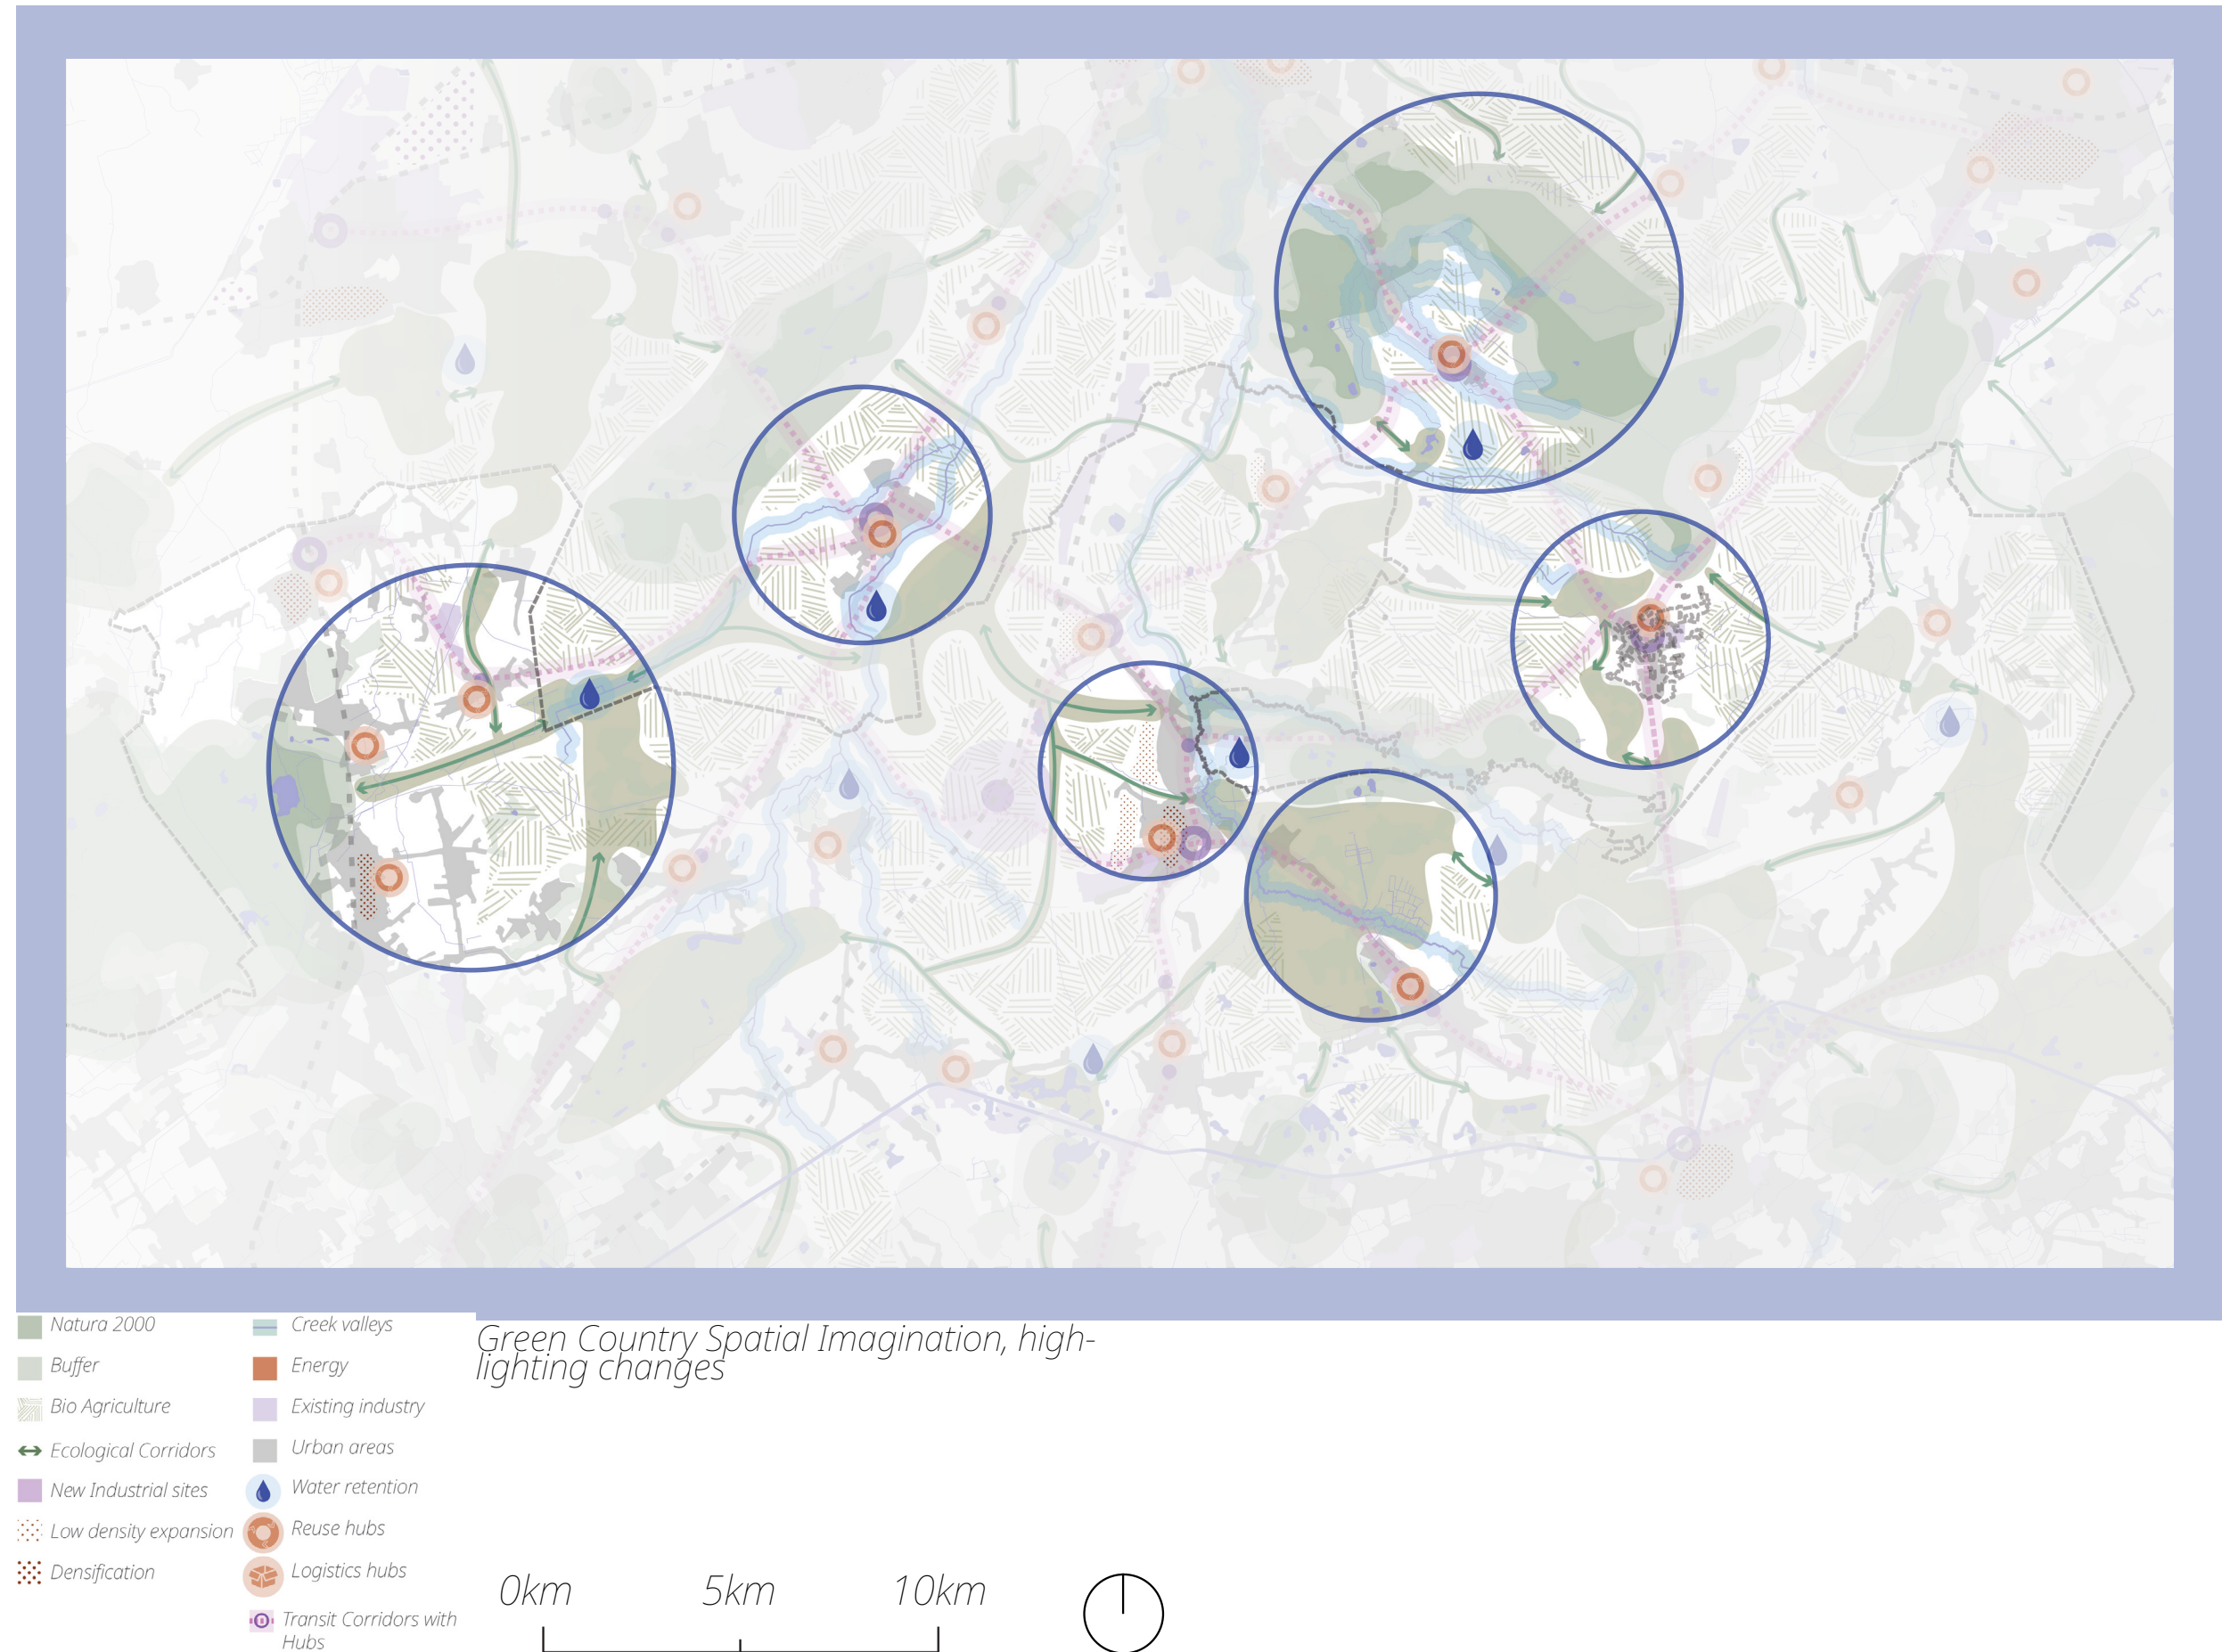 Natura 2000
Buffer
Bio Agriculture
Ecological Corridors
New Industrial sites
Low density expansion
Densification
Creek valleys
Energy
Existing industry
Urban areas
Water retention
Reuse hubs
Logistics hubs
Transit Corridors with
Hubs
Green Country Spatial Imagination, high-
lighting changes
0km 5km 10km